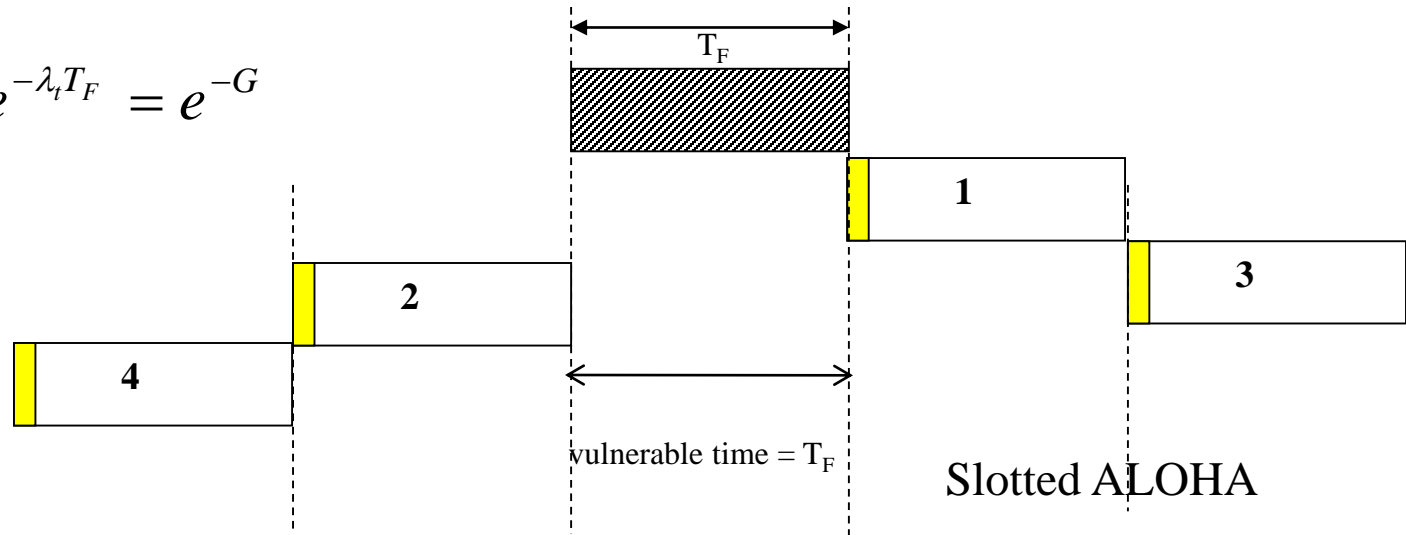 T_F
e^{-λ_t T_F} = e^{-G}
1
2
3
4
vulnerable time = T_F
Slotted ALOHA